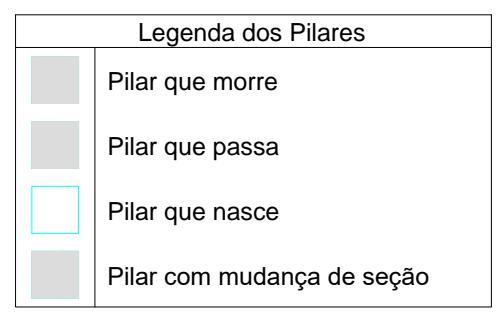 Legenda dos Pilares
Pilar que morre
Pilar que passa
Pilar que nasce
Pilar com mudança de seção